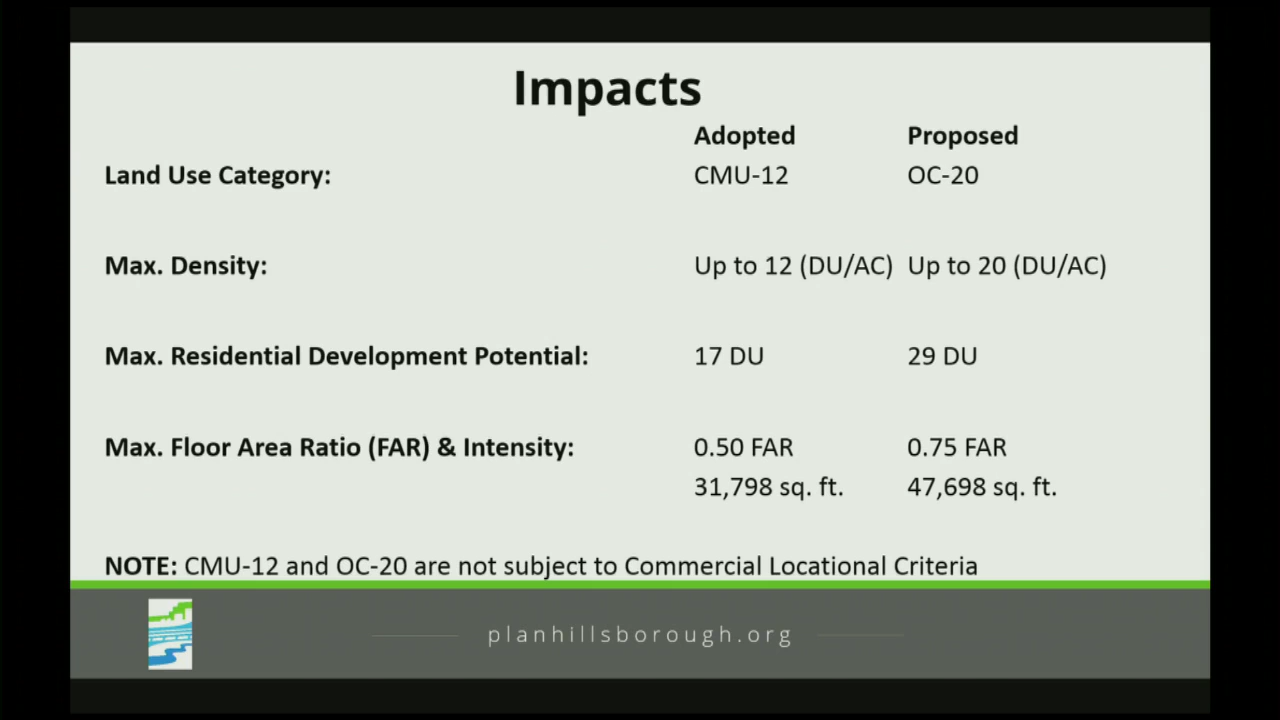 Impacts
Adopted Proposed
Land Use Category: CMU-12 OC-20
Max. Density: Up to 12 (DU/AC) Up to 20 (DU/AC)
Max. Residential Development Potential: 17 DU 29 DU
Max. Floor Area Ratio (FAR) & Intensity: 0.50 FAR 0.75 FAR
31,798 sq. ft. 47,698 sq. ft.
NOTE: CMU-12 and OC-20 are not subject to Commercial Locational Criteria
planhillsborough.org